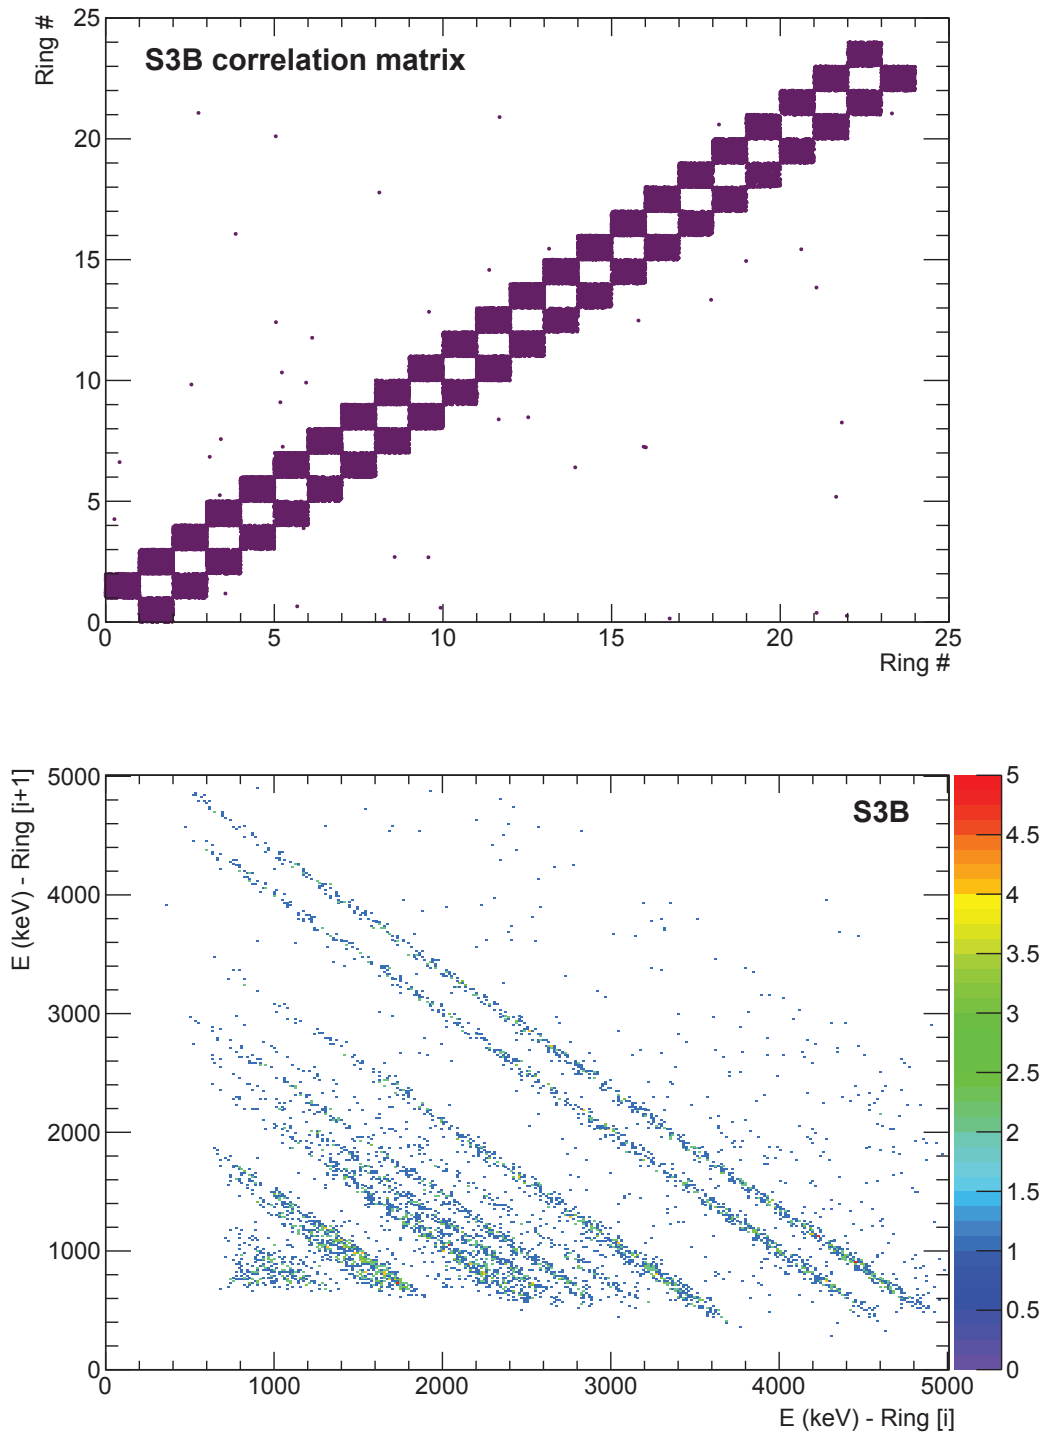 25
Ring #
S3B correlation matrix
20
15
10
5
0
0 5 10 15 20 25
Ring #
5000
E (keV) - Ring [i+1]
S3B
4000
3000
2000
1000
0
0 1000 2000 3000 4000 5000
E (keV) - Ring [i]
5
4.5
4
3.5
3
2.5
2
1.5
1
0.5
0